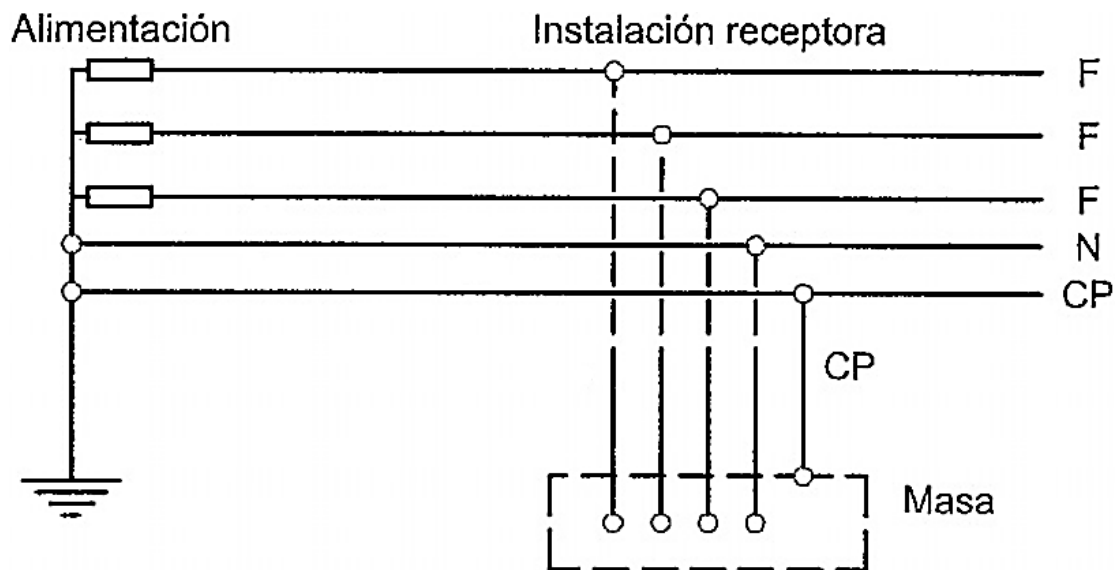 Alimentación
Instalación receptora
F
F
F
N
CP
CP
Masa